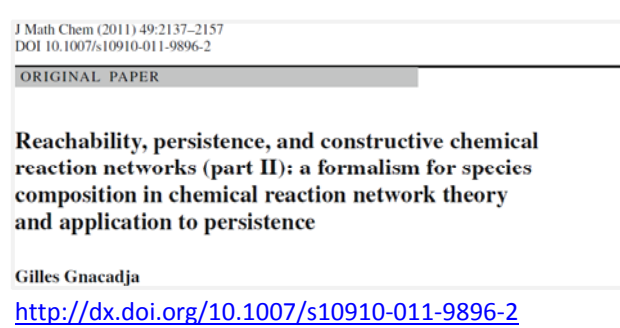 J Math Chem (2011) 49:2137–2157
DOI 10.1007/s10910-011-9896-2
ORIGINAL PAPER
Reachability, persistence, and constructive chemical
reaction networks (part II): a formalism for species
composition in chemical reaction network theory
and application to persistence
Gilles Gnacadja
http://dx.doi.org/10.1007/s10910-011-9896-2